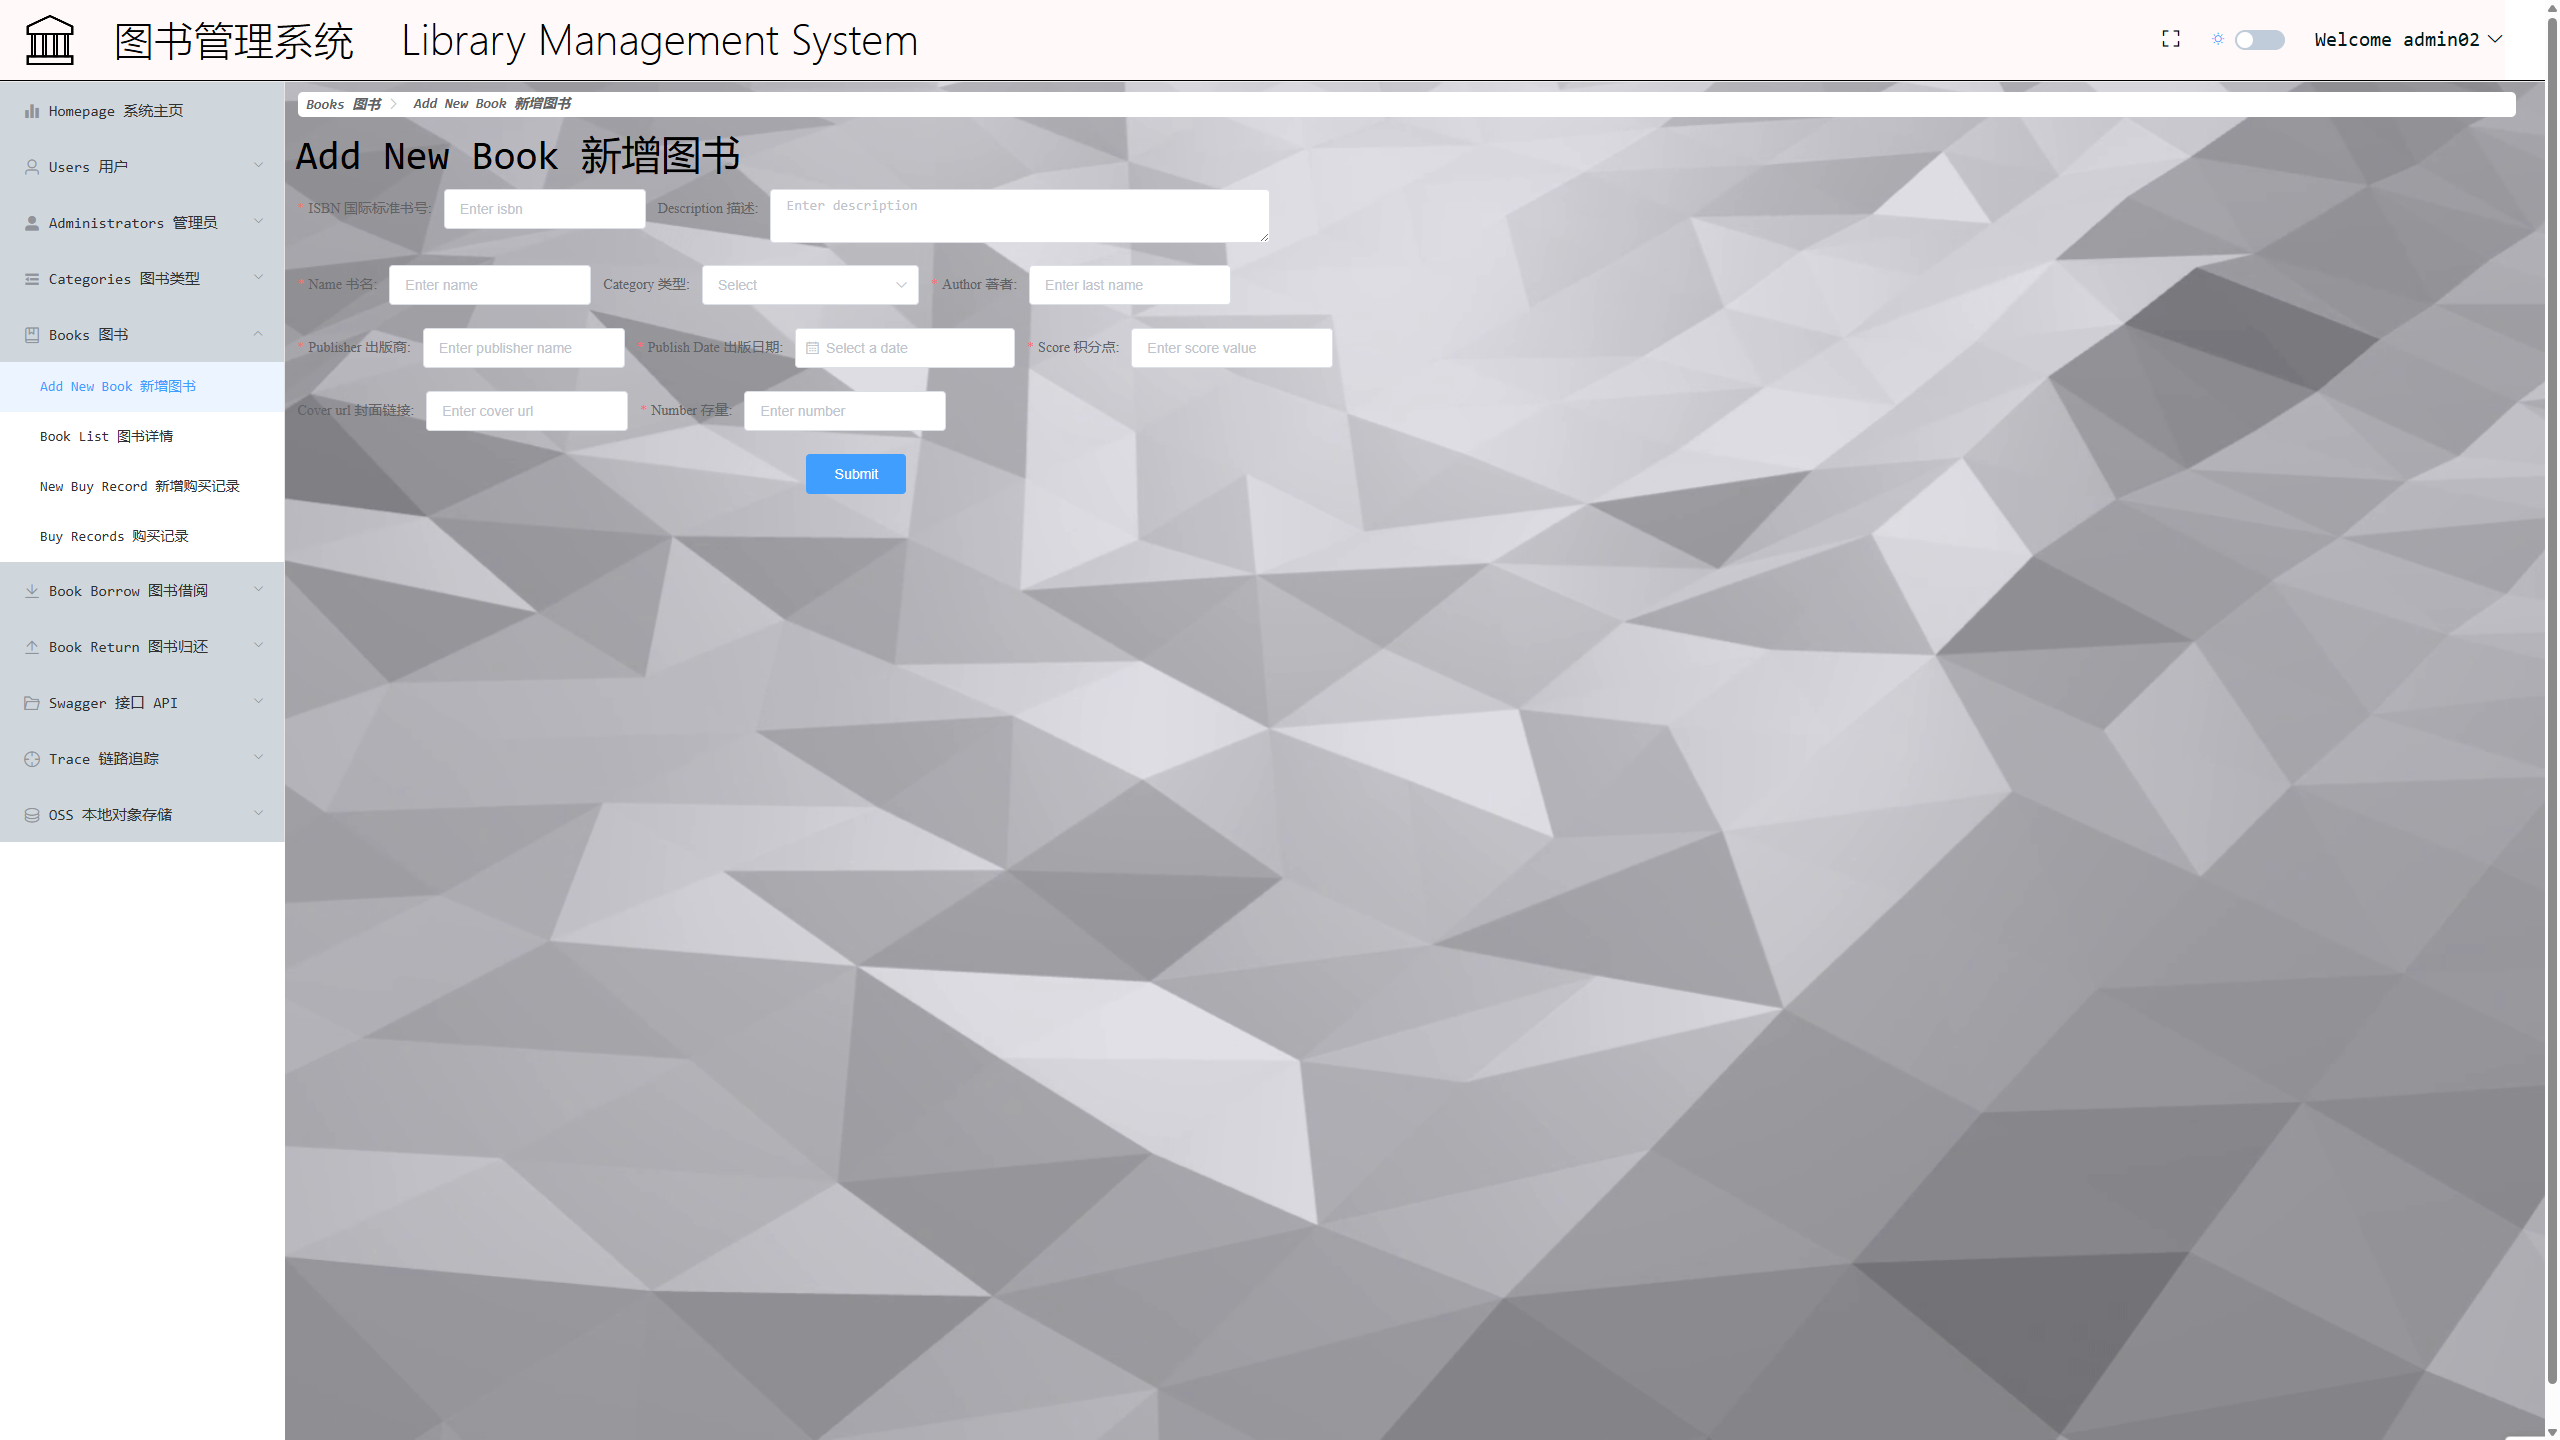 图书管理系统 Library Management System
Welcome admin02
Homepage 系统主页
Users 用户
Administrators 管理员
Categories 图书类型
Books 图书
Add New Book 新增图书
Book List 图书详情
New Buy Record 新增购买记录
Buy Records 购买记录
Book Borrow 图书借阅
Book Return 图书归还
Swagger 接口 API
Trace 链路追踪
OSS 本地对象存储
Books 图书 Add New Book 新增图书
Add New Book 新增图书
* ISBN 国际标准书号: Enter isbn Description 描述: Enter description
* Name 书名: Enter name Category 类型: Select * Author 著者: Enter last name
* Publisher 出版商: Enter publisher name * Publish Date 出版日期: Select a date * Score 积分点: Enter score value
Cover url 封面链接: Enter cover url * Number 存量: Enter number
Submit